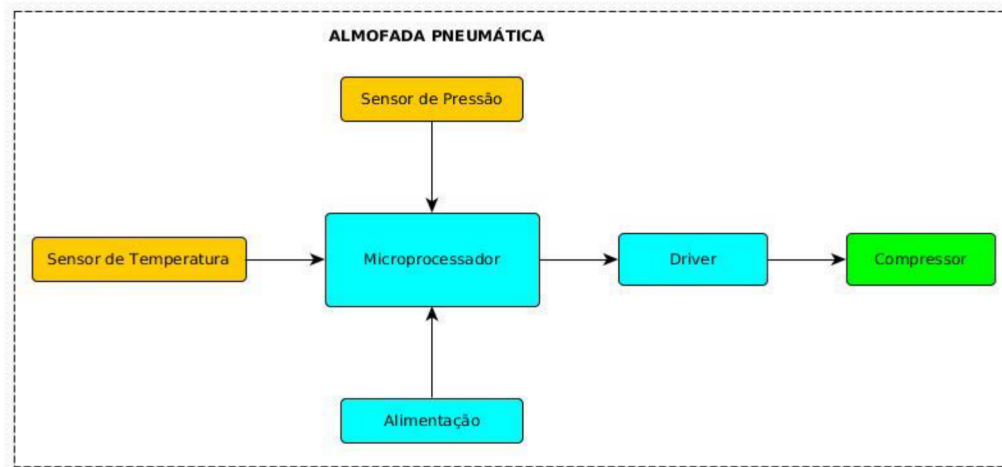 ALMOFADA PNEUMÁTICA
Sensor de Pressão
Sensor de Temperatura
Microprocessador
Driver
Compressor
Alimentação